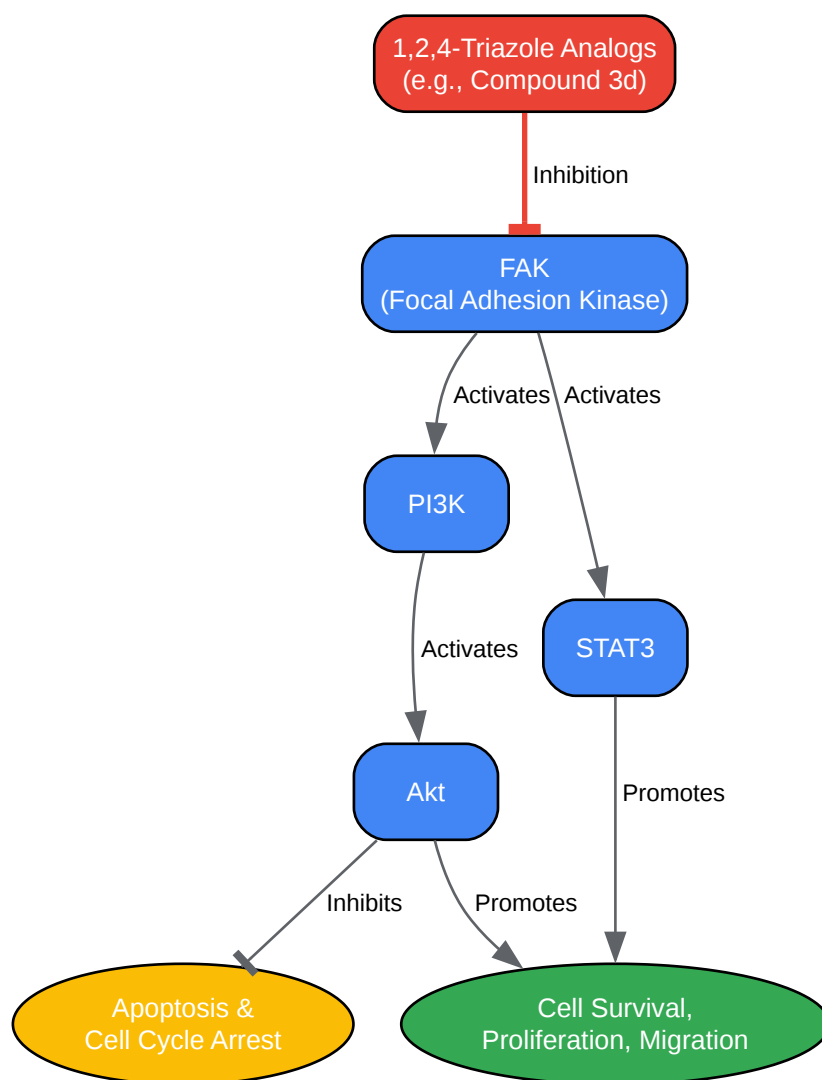 1,2,4-Triazole Analogs
(e.g., Compound 3d)
Inhibition
FAK
(Focal Adhesion Kinase)
Activates
Activates
PI3K
Activates
STAT3
Akt
Promotes
Inhibits
Promotes
Apoptosis &
Cell Cycle Arrest
Cell Survival,
Proliferation, Migration